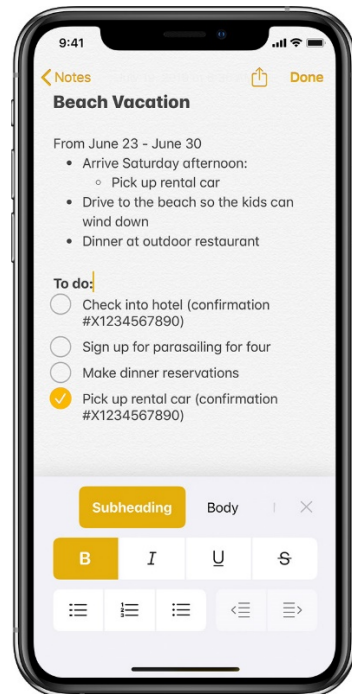 9:41
Notes
Done
Beach Vacation
From June 23 - June 30
• Arrive Saturday afternoon:
◦ Pick up rental car
• Drive to the beach so the kids can
wind down
• Dinner at outdoor restaurant
To do:
Check into hotel (confirmation
#X1234567890)
Sign up for parasailing for four
Make dinner reservations
Pick up rental car (confirmation
#X1234567890)
Subheading
Body
B I U S